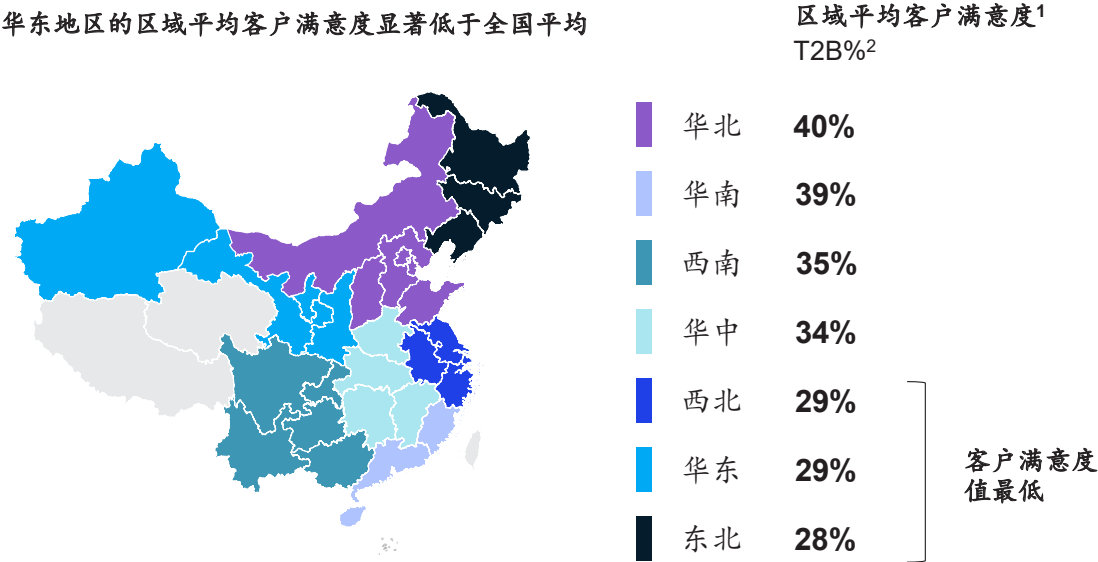 华东地区的区域平均客户满意度显著低于全国平均
区域平均客户满意度1
T2B%2
华北 40%
华南 39%
西南 35%
华中 34%
西北 29%
华东 29%
东北 28%
客户满意度
值最低